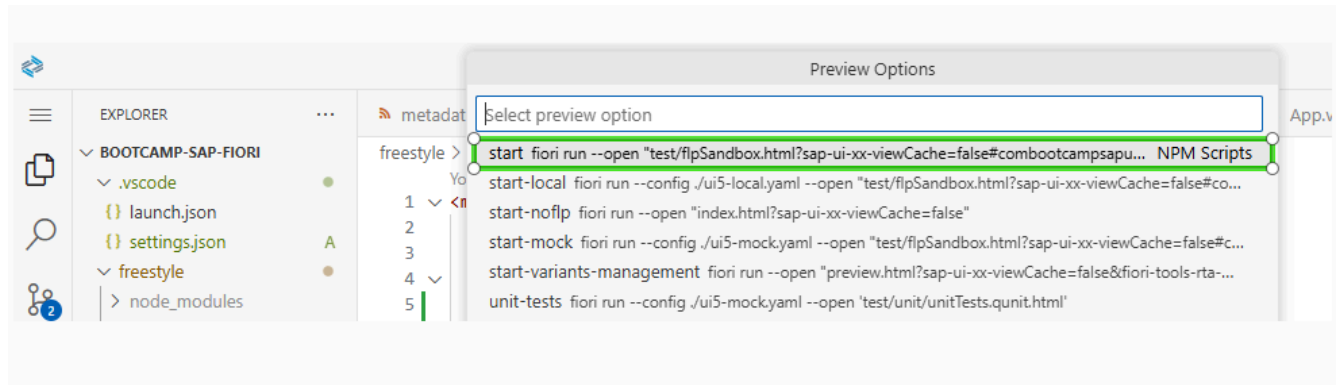 Preview Options
EXPLORER
...
metadat
Select preview option
App.v
BOOTCAMP-SAP-FIORI
freestyle >
start fiori run --open "test/flpSandbox.html?sap-ui-xx-viewCache=false#combootcampsapu... NPM Scripts
.vscode
Yo
start-local fiori run --config ./ui5-local.yaml --open "test/flpSandbox.html?sap-ui-xx-viewCache=false#co...
{} launch.json
1
start-noflp fiori run --open "index.html?sap-ui-xx-viewCache=false"
{} settings.json A
2
3
start-mock fiori run --config ./ui5-mock.yaml --open "test/flpSandbox.html?sap-ui-xx-viewCache=false#c...
freestyle
4
start-variants-management fiori run --open "preview.html?sap-ui-xx-viewCache=false&fiori-tools-rta-...
2
> node_modules
5
unit-tests fiori run --config ./ui5-mock.yaml --open 'test/unit/unitTests.qunit.html'